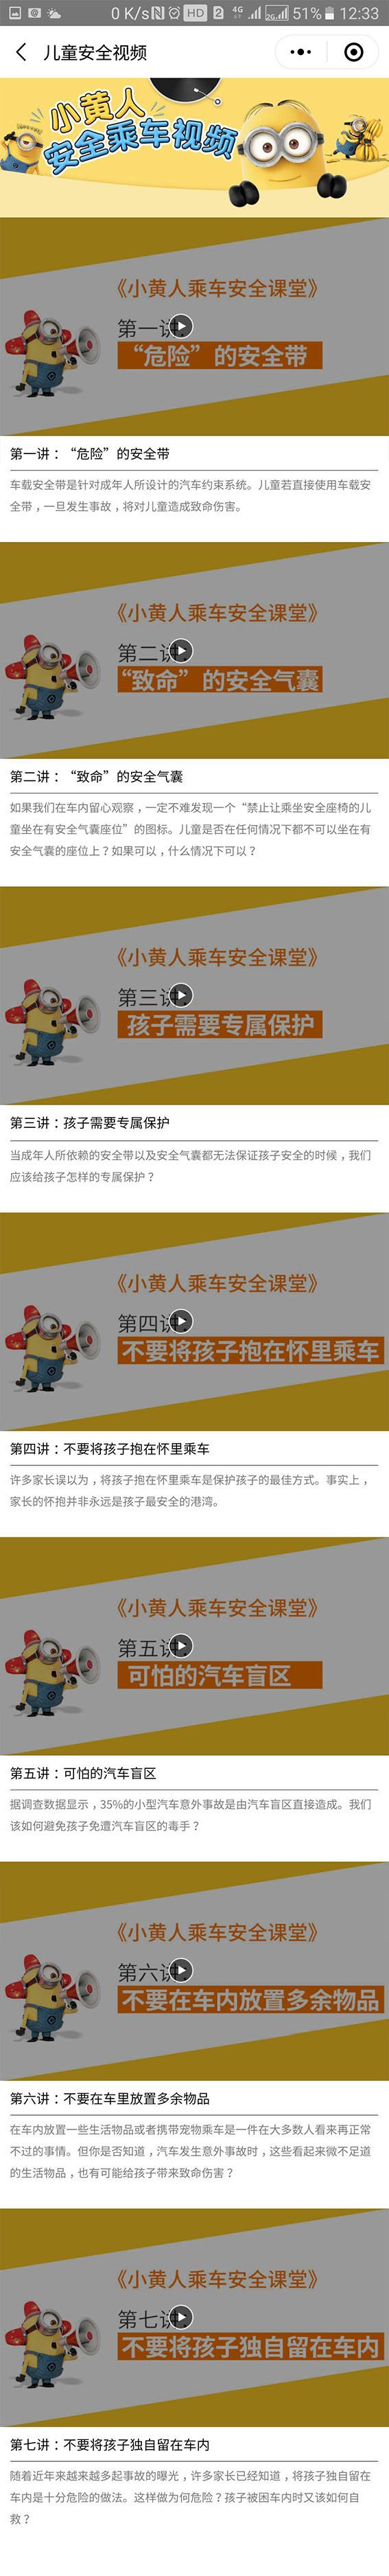 0 K/s HD 2 4G 2G 51% 12:33
儿童安全视频
小黄人
安全乘车视频
《小黄人乘车安全课堂》
第一讲:
“危险”的安全带
第一讲：“危险”的安全带
车载安全带是针对成年人所设计的汽车约束系统。儿童若直接使用车载安
全带，一旦发生事故，将对儿童造成致命伤害。
《小黄人乘车安全课堂》
第二讲:
“致命”的安全气囊
第二讲：“致命”的安全气囊
如果我们在车内留心观察，一定不难发现一个“禁止让乘坐安全座椅的儿
童坐在有安全气囊座位”的图标。儿童是否在任何情况下都不可以坐在有
安全气囊的座位上？如果可以，什么情况下可以？
《小黄人乘车安全课堂》
第三讲:
孩子需要专属保护
第三讲：孩子需要专属保护
当成年人所依赖的安全带以及安全气囊都无法保证孩子安全的时候，我们
应该给孩子怎样的专属保护？
《小黄人乘车安全课堂》
第四讲:
不要将孩子抱在怀里乘车
第四讲：不要将孩子抱在怀里乘车
许多家长误以为，将孩子抱在怀里乘车是保护孩子的最佳方式。事实上，
家长的怀抱并非永远是孩子最安全的港湾。
《小黄人乘车安全课堂》
第五讲:
可怕的汽车盲区
第五讲：可怕的汽车盲区
据调查数据显示，35%的小型汽车意外事故是由汽车盲区直接造成。我们
该如何避免孩子免遭汽车盲区的毒手？
《小黄人乘车安全课堂》
第六讲:
不要在车内放置多余物品
第六讲：不要在车里放置多余物品
在车内放置一些生活物品或者携带宠物乘车是一件在大多数人看来再正常
不过的事情。但你是否知道，汽车发生意外事故时，这些看起来微不足道
的生活物品，也有可能给孩子带来致命伤害？
《小黄人乘车安全课堂》
第七讲:
不要将孩子独自留在车内
第七讲：不要将孩子独自留在车内
随着近年来越来越多起事故的曝光，许多家长已经知道，将孩子独自留在
车内是十分危险的做法。这样做为何危险？孩子被困车内时又该如何自
救？